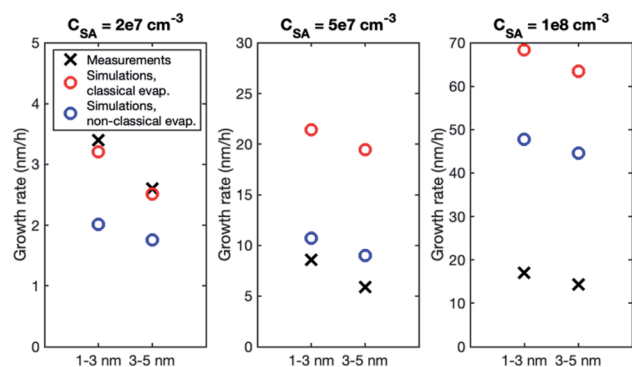 C_SA = 2e7 cm⁻³
5
4
3
2
1
0
Growth rate (nm/h)
Measurements
Simulations,
classical evap.
Simulations,
non-classical evap.
1-3 nm 3-5 nm
C_SA = 5e7 cm⁻³
30
25
20
15
10
5
0
Growth rate (nm/h)
1-3 nm 3-5 nm
C_SA = 1e8 cm⁻³
70
60
50
40
30
20
10
0
Growth rate (nm/h)
1-3 nm 3-5 nm